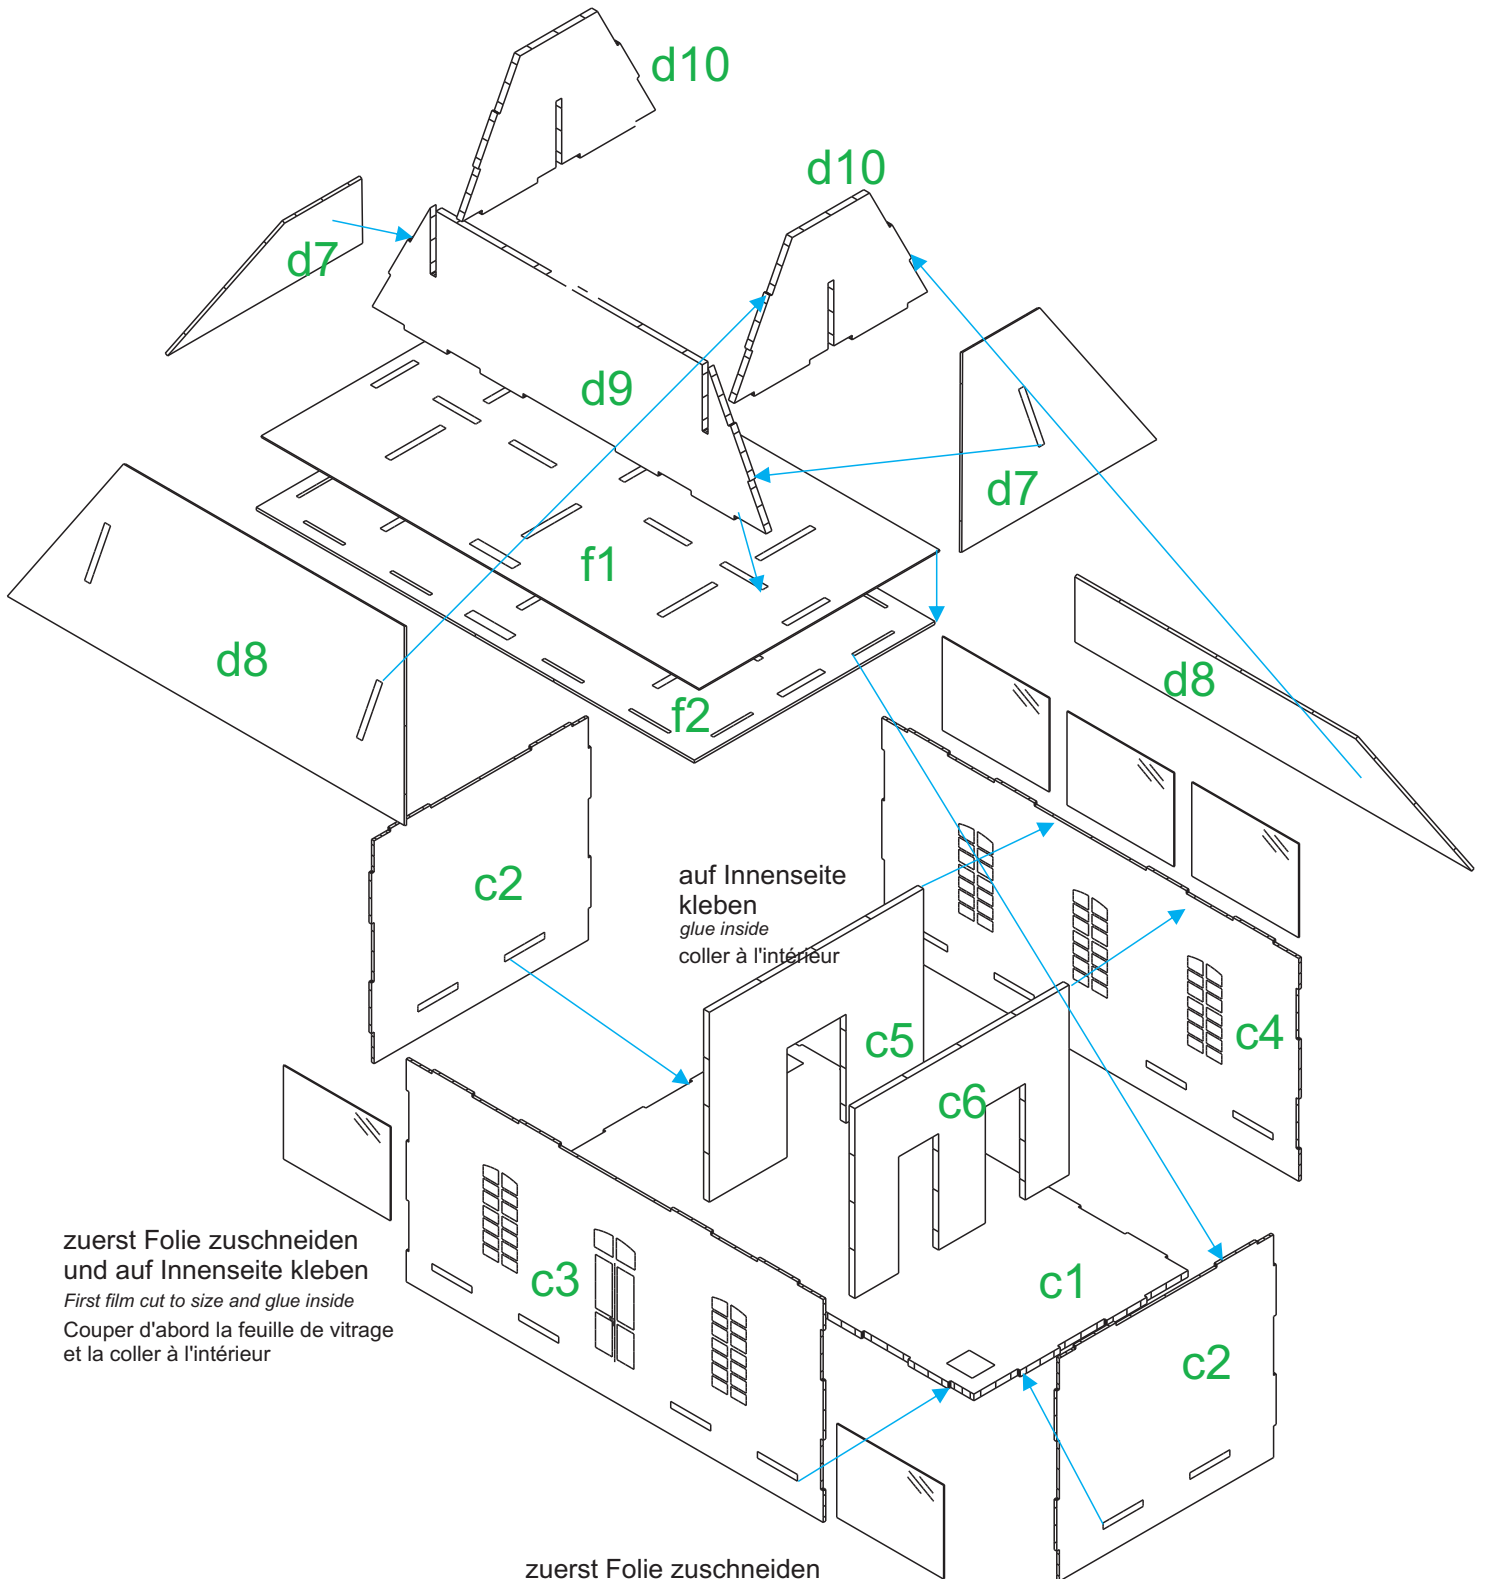 d10
d10
d7
d9
d7
f1
d8
f2
d8
c2
auf Innenseite
kleben
glue inside
coller à l'intérieur
c5
c4
c6
zuerst Folie zuschneiden
und auf Innenseite kleben
First film cut to size and glue inside
Couper d'abord la feuille de vitrage
et la coller à l'intérieur
c3
c1
c2
zuerst Folie zuschneiden